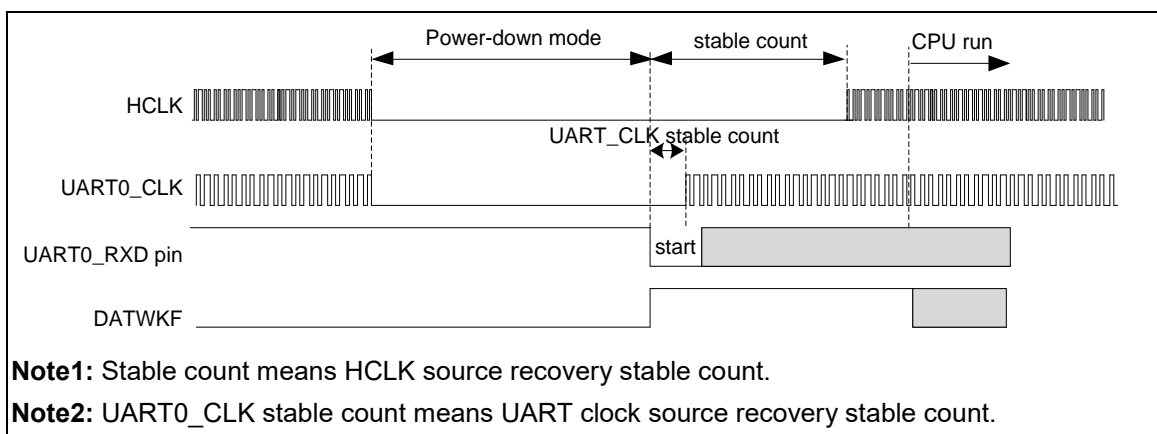 Power-down mode
stable count
CPU run
HCLK
UART_CLK stable count
UART0_CLK
UART0_RXD pin
start
DATWKF
Note1: Stable count means HCLK source recovery stable count.
Note2: UART0_CLK stable count means UART clock source recovery stable count.